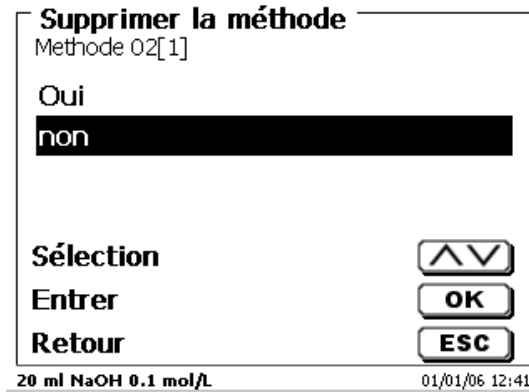 Supprimer la méthode
Methode 02[1]
Oui
non
Sélection
Entrer OK
Retour ESC
20 ml NaOH 0.1 mol/L 01/01/06 12:41